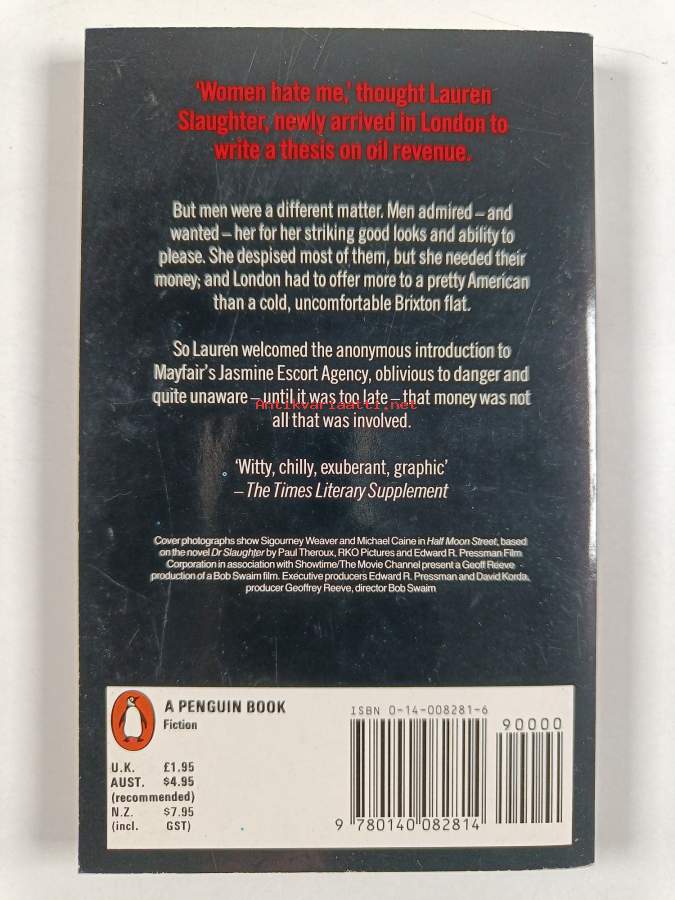 'Women hate me,' thought Lauren
Slaughter, newly arrived in London to
write a thesis on oil revenue.
But men were a different matter. Men admired – and
wanted – her for her striking good looks and ability to
please. She despised most of them, but she needed their
money; and London had to offer more to a pretty American
than a cold, uncomfortable Brixton flat.
So Lauren welcomed the anonymous introduction to
Mayfair's Jasmine Escort Agency, oblivious to danger and
quite unaware – until it was too late – that money was not
Antikvariaatti.net
all that was involved.
'Witty, chilly, exuberant, graphic'
– The Times Literary Supplement
Cover photographs show Sigourney Weaver and Michael Caine in Half Moon Street, based
on the novel Dr Slaughter by Paul Theroux, RKO Pictures and Edward R. Pressman Film
Corporation in association with Showtime/The Movie Channel present a Geoff Reeve
production of a Bob Swaim film. Executive producers Edward R. Pressman and David Korda,
producer Geoffrey Reeve, director Bob Swaim
A PENGUIN BOOK
Fiction
U.K. £1.95
AUST. $4.95
(recommended)
N.Z. $7.95
(incl. GST)
ISBN 0-14-008281-6
90000
9 780140 082814